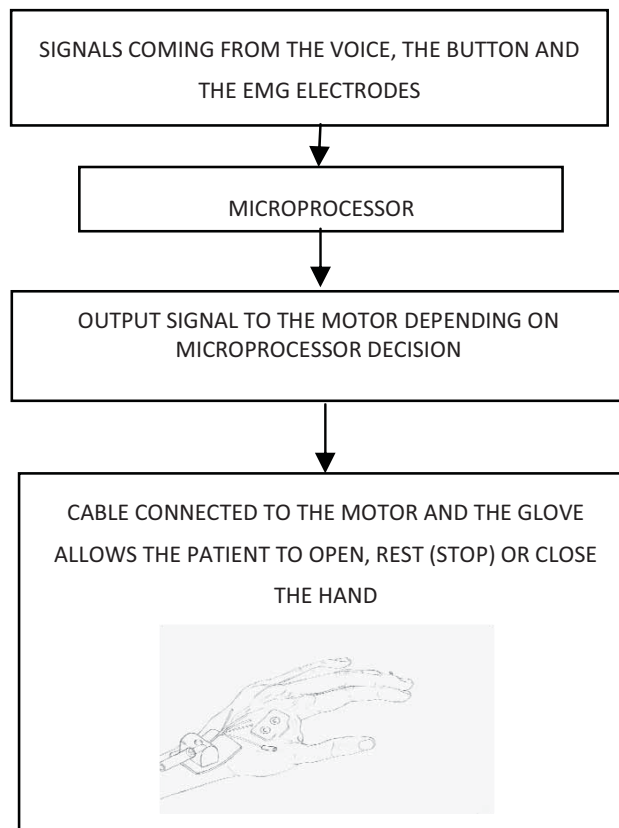 SIGNALS COMING FROM THE VOICE, THE BUTTON AND
THE EMG ELECTRODES
MICROPROCESSOR
OUTPUT SIGNAL TO THE MOTOR DEPENDING ON
MICROPROCESSOR DECISION
CABLE CONNECTED TO THE MOTOR AND THE GLOVE
ALLOWS THE PATIENT TO OPEN, REST (STOP) OR CLOSE
THE HAND